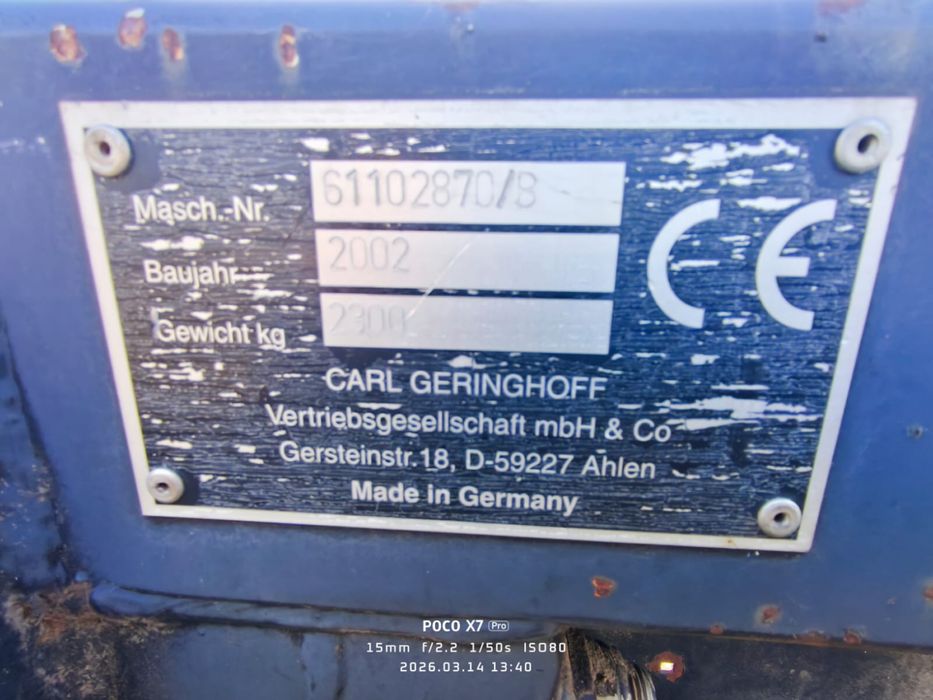 Masch.-Nr. 61102870/B
Baujahr 2002
Gewicht kg 2300
CE
CARL GERINGHOFF
Vertriebsgesellschaft mbH & Co
Gersteinstr. 18, D-59227 Ahlen
Made in Germany
POCO X7 Pro
15mm f/2.2 1/50s ISO80
2026.03.14 13:40